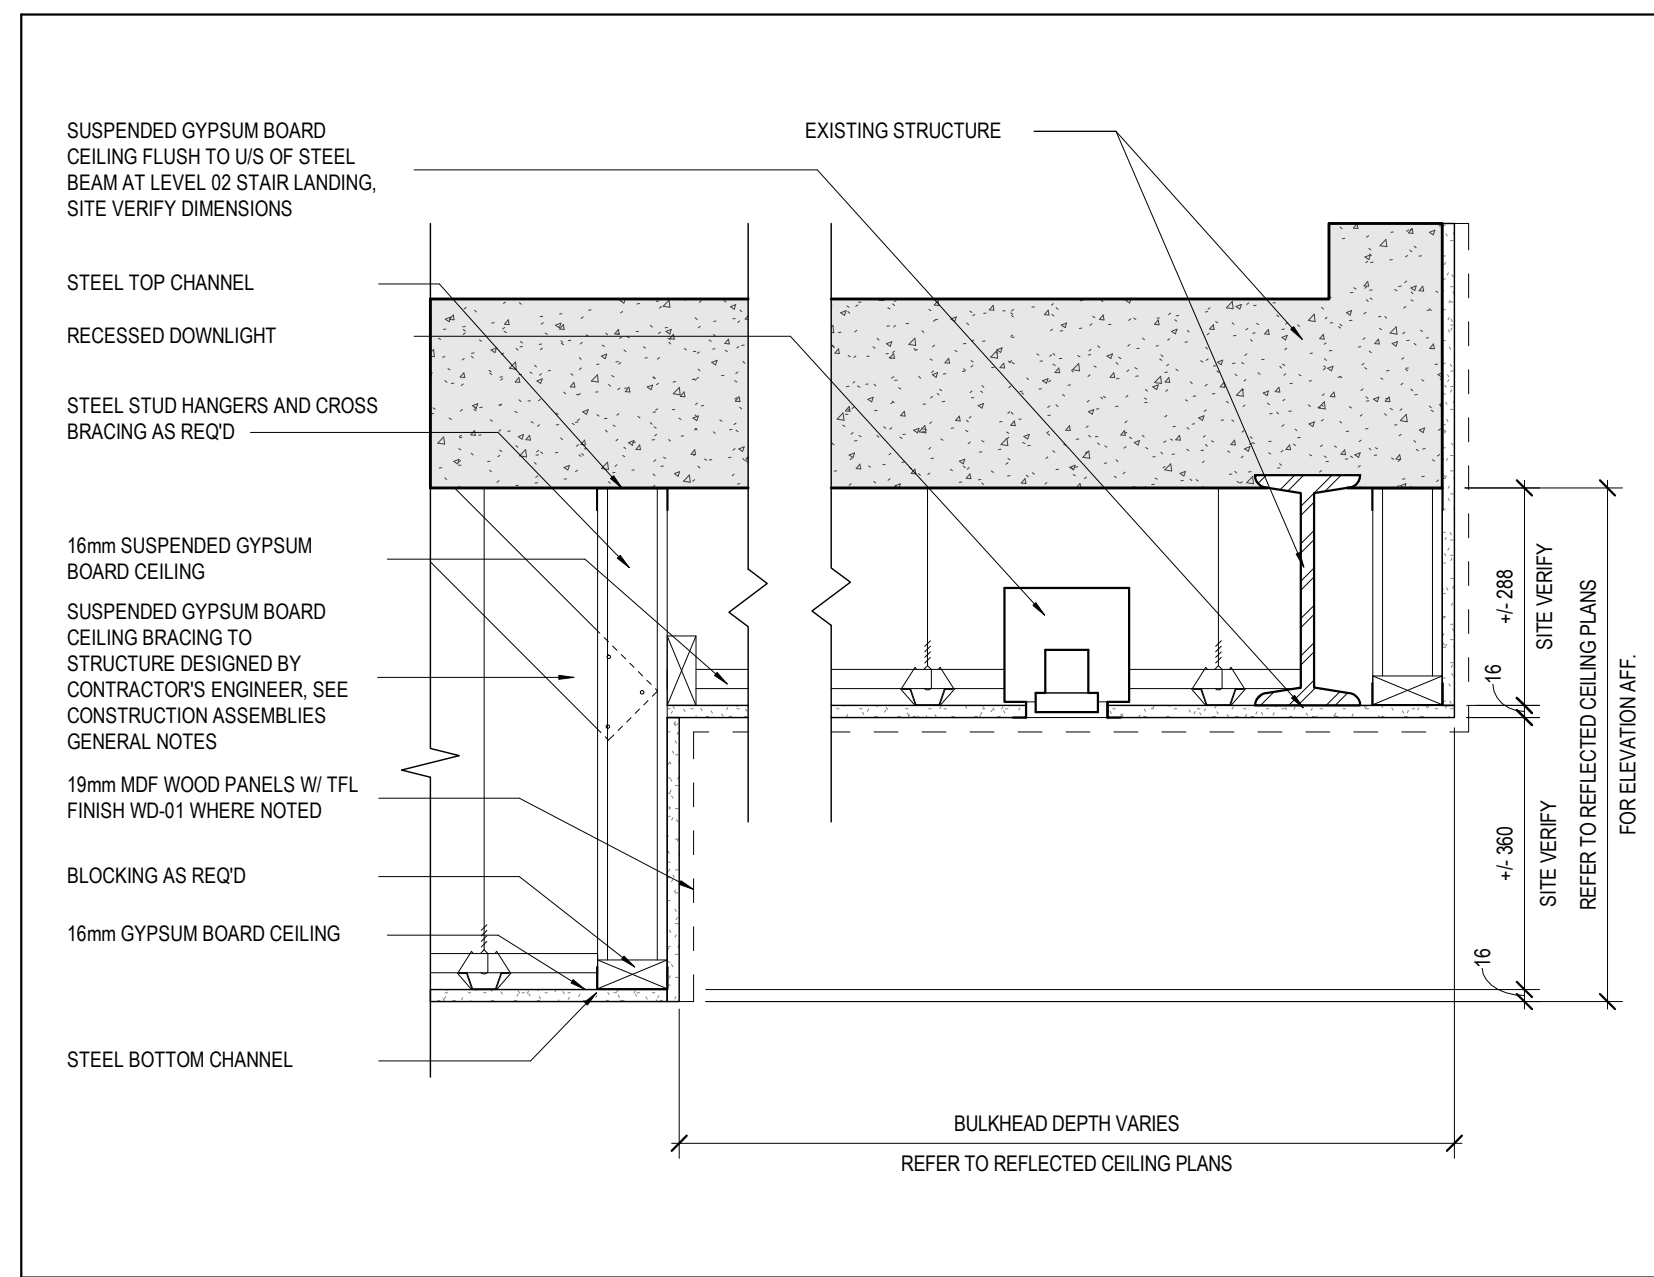 SUSPENDED GYPSUM BOARD
CEILING FLUSH TO U/S OF STEEL
BEAM AT LEVEL 02 STAIR LANDING,
SITE VERIFY DIMENSIONS
EXISTING STRUCTURE
STEEL TOP CHANNEL
RECESSED DOWNLIGHT
STEEL STUD HANGERS AND CROSS
BRACING AS REQ'D
16mm SUSPENDED GYPSUM
BOARD CEILING
SUSPENDED GYPSUM BOARD
CEILING BRACING TO
STRUCTURE DESIGNED BY
CONTRACTOR'S ENGINEER, SEE
CONSTRUCTION ASSEMBLIES
GENERAL NOTES
19mm MDF WOOD PANELS W/ TFL
FINISH WD-01 WHERE NOTED
BLOCKING AS REQ'D
16mm GYPSUM BOARD CEILING
STEEL BOTTOM CHANNEL
+/- 288
SITE VERIFY
16
+/- 360
SITE VERIFY
16
REFER TO REFLECTED CEILING PLANS
FOR ELEVATION AFF.
BULKHEAD DEPTH VARIES
REFER TO REFLECTED CEILING PLANS